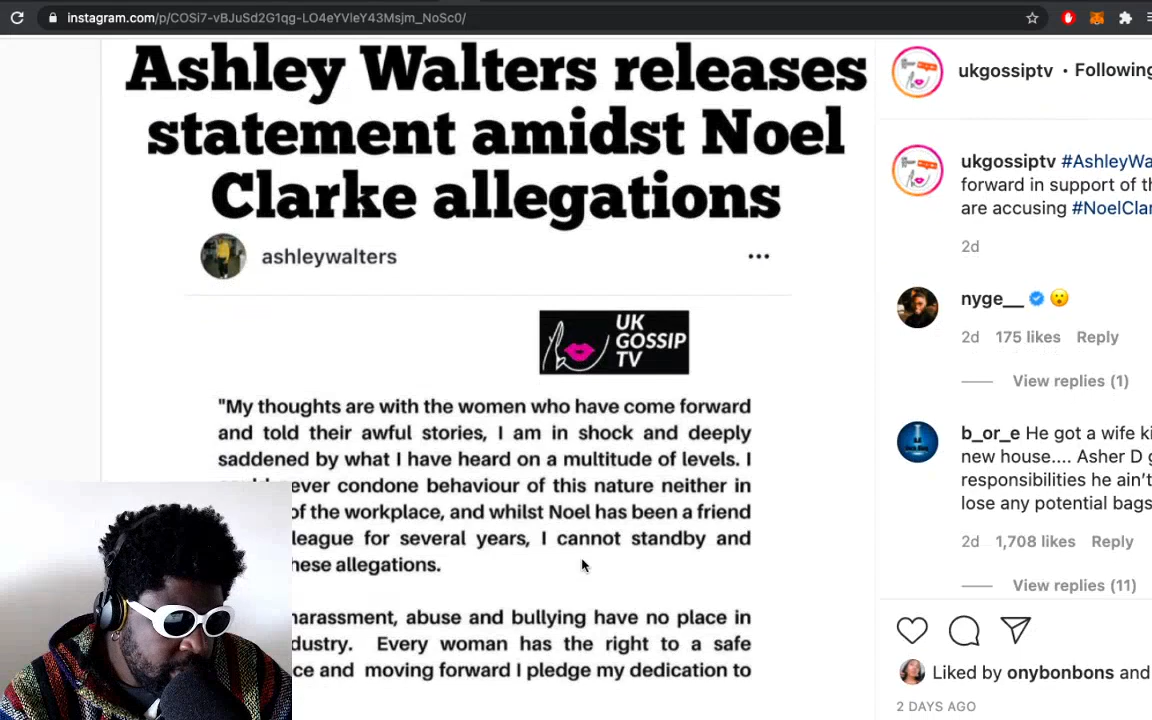 instagram.com/p/COSi7-vBJuSd2G1qg-LO4eYVleY43Msjm_NoSc0/
Ashley Walters releases
statement amidst Noel
Clarke allegations
ashleywalters
UK
GOSSIP
TV
"My thoughts are with the women who have come forward
and told their awful stories, I am in shock and deeply
saddened by what I have heard on a multitude of levels. I
ever condone behaviour of this nature neither in
of the workplace, and whilst Noel has been a friend
league for several years, I cannot standby and
hese allegations.
harassment, abuse and bullying have no place in
dustry. Every woman has the right to a safe
ce and moving forward I pledge my dedication to
ukgossiptv • Following
ukgossiptv #AshleyWa
forward in support of th
are accusing #NoelClar
2d
nyge__
2d 175 likes Reply
View replies (1)
b_or_e He got a wife ki
new house.... Asher D g
responsibilities he ain't
lose any potential bags
2d 1,708 likes Reply
View replies (11)
Liked by onybonbons and
2 DAYS AGO